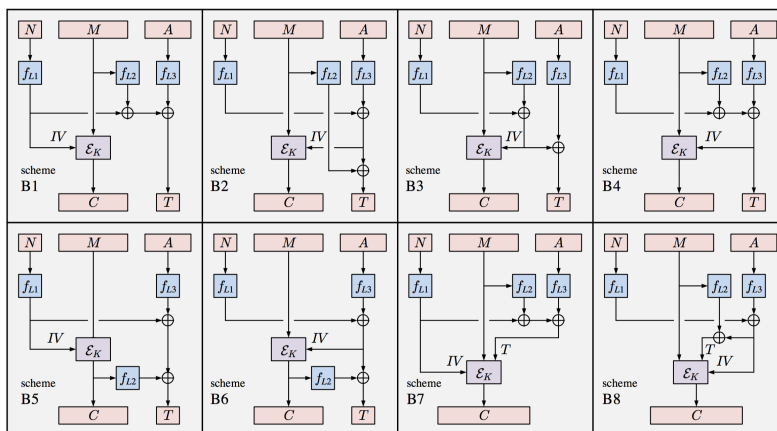 N M A N M A N M A N M A
f_{L1} f_{L2} f_{L3} f_{L1} f_{L2} f_{L3} f_{L1} f_{L2} f_{L3} f_{L1} f_{L2} f_{L3}
IV IV IV IV
ℰ_K ℰ_K ℰ_K ℰ_K
scheme scheme scheme scheme
B1 B2 B3 B4
C T C T C T C T
N M A N M A N M A N M A
f_{L1} f_{L3} f_{L1} f_{L3} f_{L1} f_{L2} f_{L3} f_{L1} f_{L2} f_{L3}
IV IV T T
ℰ_K ℰ_K IV IV
f_{L2} f_{L2} ℰ_K ℰ_K
scheme scheme scheme scheme
B5 B6 B7 B8
C T C T C C